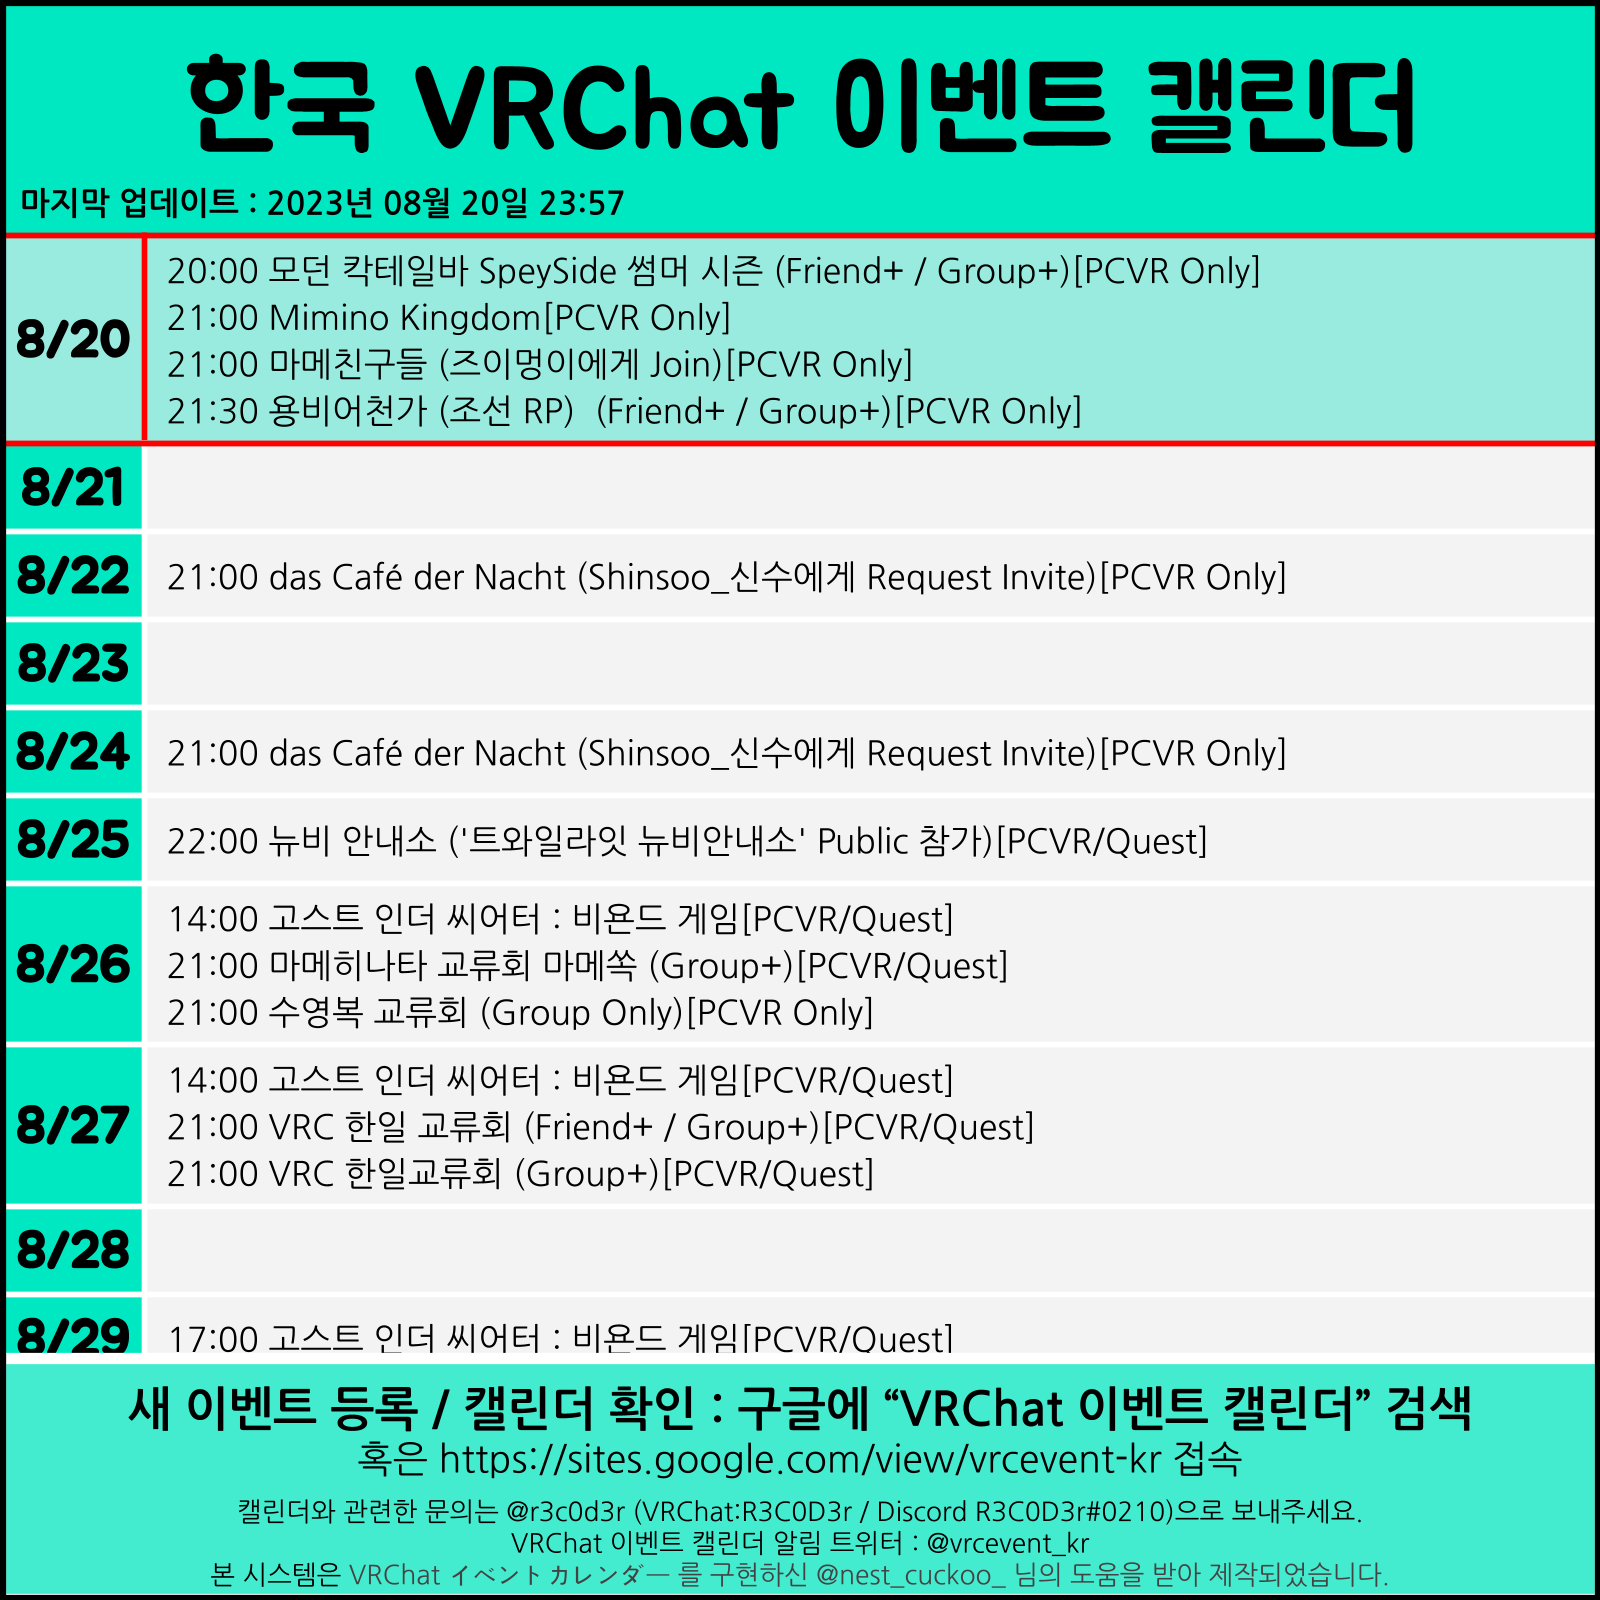 한국 VRChat 이벤트 캘린더
마지막 업데이트 : 2023년 08월 20일 23:57
8/20
20:00 모던 칵테일바 SpeySide 썸머 시즌 (Friend+ / Group+)[PCVR Only]
21:00 Mimino Kingdom[PCVR Only]
21:00 마메친구들 (즈이멍이에게 Join)[PCVR Only]
21:30 용비어천가 (조선 RP)  (Friend+ / Group+)[PCVR Only]
8/21
8/22
21:00 das Café der Nacht (Shinsoo_신수에게 Request Invite)[PCVR Only]
8/23
8/24
21:00 das Café der Nacht (Shinsoo_신수에게 Request Invite)[PCVR Only]
8/25
22:00 뉴비 안내소 ('트와일라잇 뉴비안내소' Public 참가)[PCVR/Quest]
8/26
14:00 고스트 인더 씨어터 : 비욘드 게임[PCVR/Quest]
21:00 마메히나타 교류회 마메쏙 (Group+)[PCVR/Quest]
21:00 수영복 교류회 (Group Only)[PCVR Only]
8/27
14:00 고스트 인더 씨어터 : 비욘드 게임[PCVR/Quest]
21:00 VRC 한일 교류회 (Friend+ / Group+)[PCVR/Quest]
21:00 VRC 한일교류회 (Group+)[PCVR/Quest]
8/28
8/29
17:00 고스트 인더 씨어터 : 비욘드 게임[PCVR/Quest]
새 이벤트 등록 / 캘린더 확인 : 구글에 “VRChat 이벤트 캘린더” 검색
혹은 https://sites.google.com/view/vrcevent-kr 접속
캘린더와 관련한 문의는 @r3c0d3r (VRChat:R3C0D3r / Discord R3C0D3r#0210)으로 보내주세요.
VRChat 이벤트 캘린더 알림 트위터 : @vrcevent_kr
본 시스템은 VRChat イベントカレンダー 를 구현하신 @nest_cuckoo_ 님의 도움을 받아 제작되었습니다.